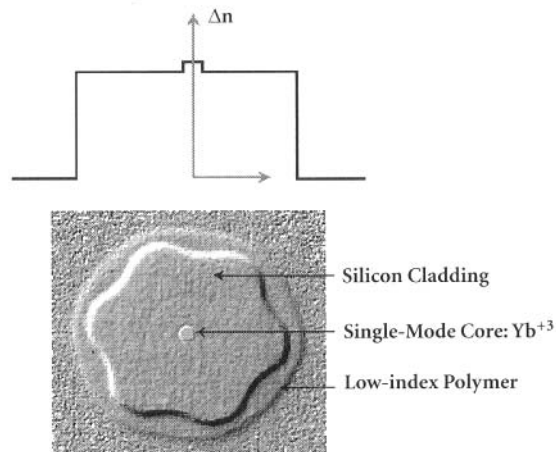 Δn
Silicon Cladding
Single-Mode Core: Yb⁺³
Low-index Polymer